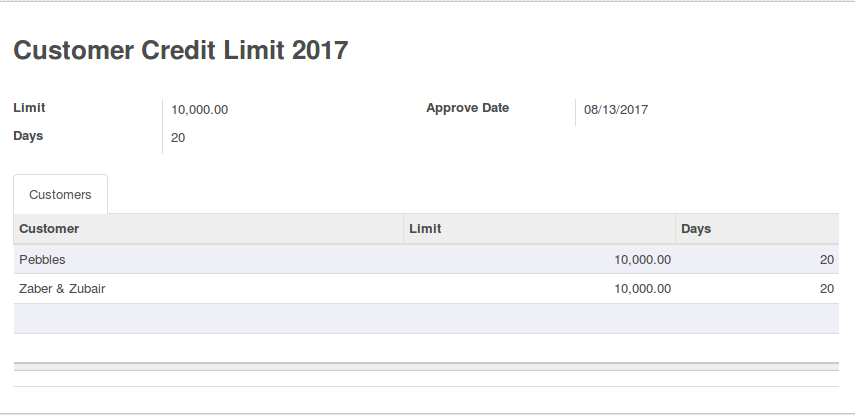 Customer Credit Limit 2017
Limit 10,000.00 Approve Date 08/13/2017
Days 20
Customers
Customer Limit Days
Pebbles 10,000.00 20
Zaber & Zubair 10,000.00 20